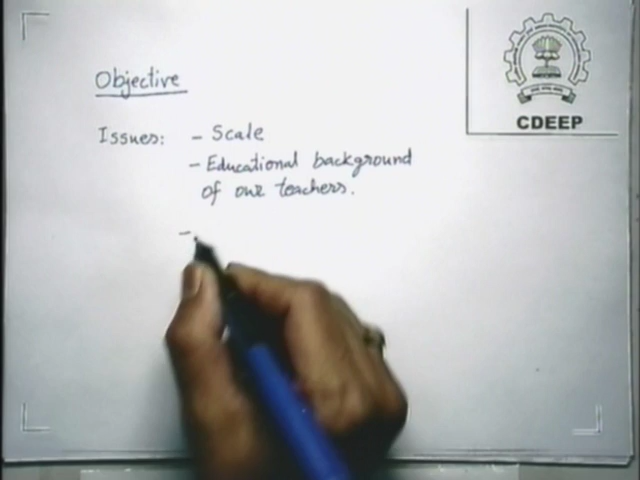 Objective
CDEEP
Issues: - Scale
- Educational background
of our teachers.
-